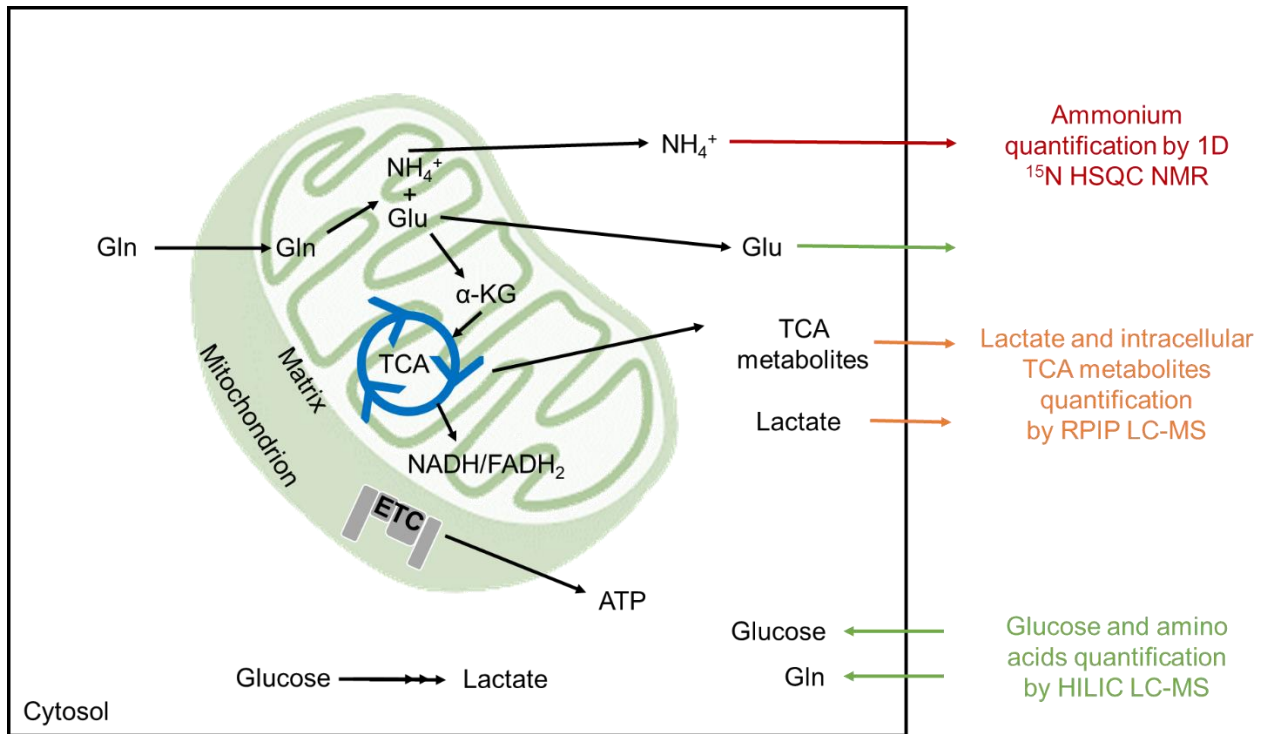 Ammonium
quantification by 1D
¹⁵N HSQC NMR
NH₄⁺
NH₄⁺
+
Glu
Gln
Gln
Glu
α-KG
TCA
TCA
metabolites
Lactate and intracellular
TCA metabolites
quantification
by RPIP LC-MS
Lactate
Mitochondrion
Matrix
NADH/FADH₂
ETC
ATP
Glucose
Gln
Glucose and amino
acids quantification
by HILIC LC-MS
Glucose
Lactate
Cytosol